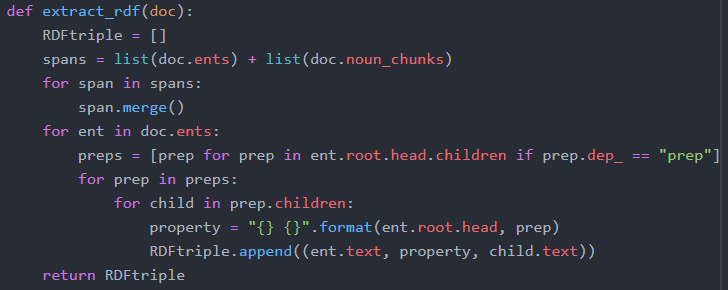 def extract_rdf(doc):
    RDFtriple = []
    spans = list(doc.ents) + list(doc.noun_chunks)
    for span in spans:
        span.merge()
    for ent in doc.ents:
        preps = [prep for prep in ent.root.head.children if prep.dep_ == "prep"]
        for prep in preps:
            for child in prep.children:
                property = "{} {}".format(ent.root.head, prep)
                RDFtriple.append((ent.text, property, child.text))
    return RDFtriple